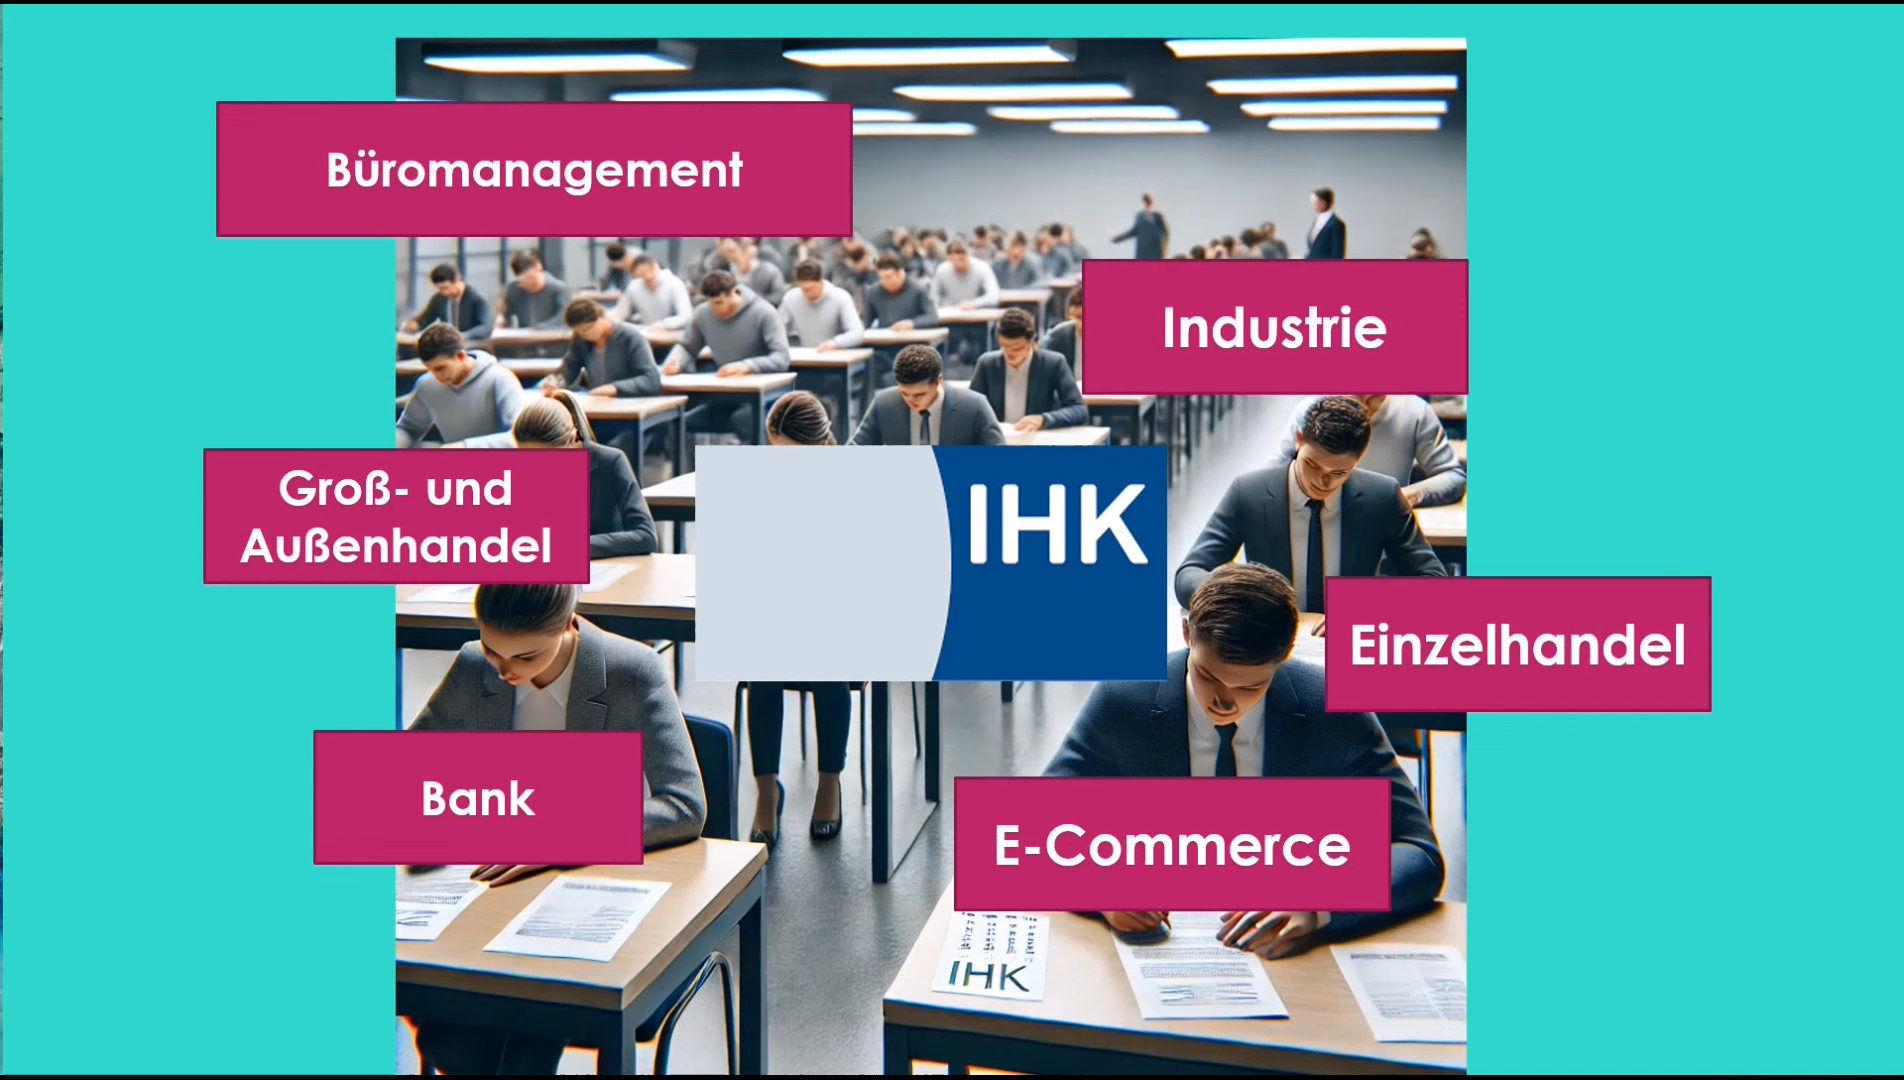 Büromanagement
Industrie
Groß- und
Außenhandel
IHK
Einzelhandel
Bank
E-Commerce
IHK